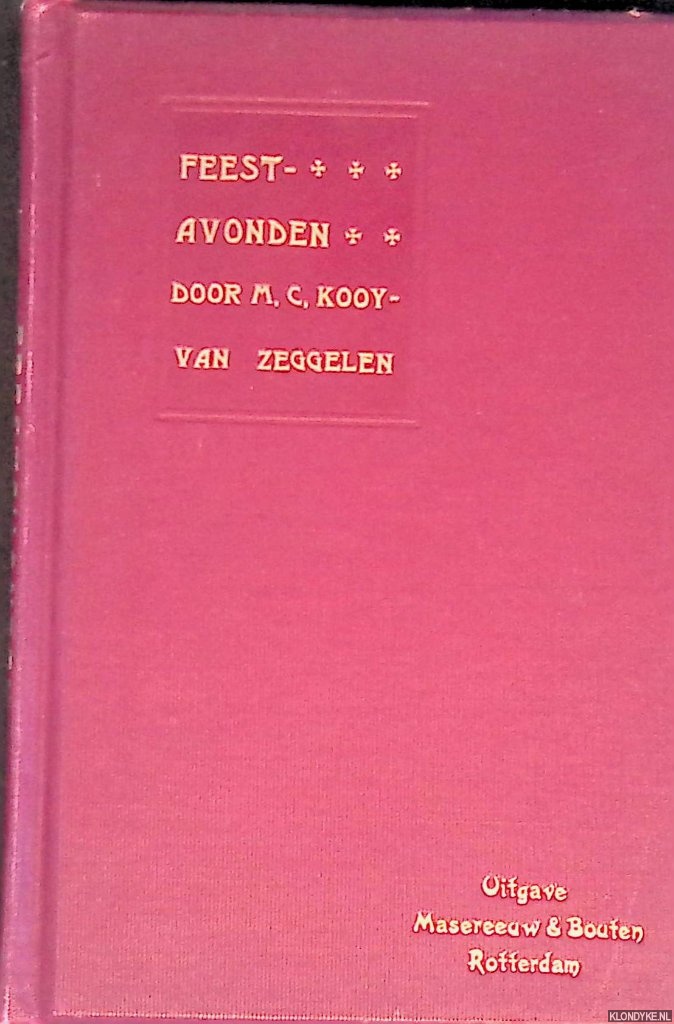 FEEST- ✠ ✠ ✠
AVONDEN ✠ ✠
DOOR M. C. KOOY-
VAN ZEGGELEN
Uitgave
Masereeuw & Bouten
Rotterdam
KLONDYKE.NL